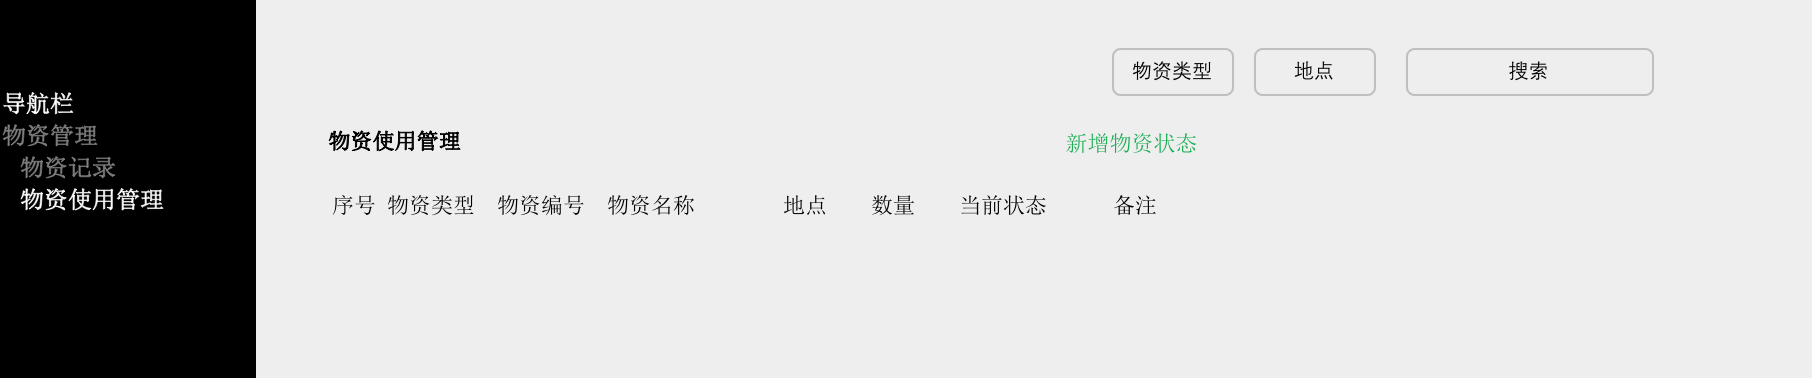 导航栏
物资管理
物资记录
物资使用管理
物资类型 地点 搜索
物资使用管理 新增物资状态
序号 物资类型 物资编号 物资名称 地点 数量 当前状态 备注